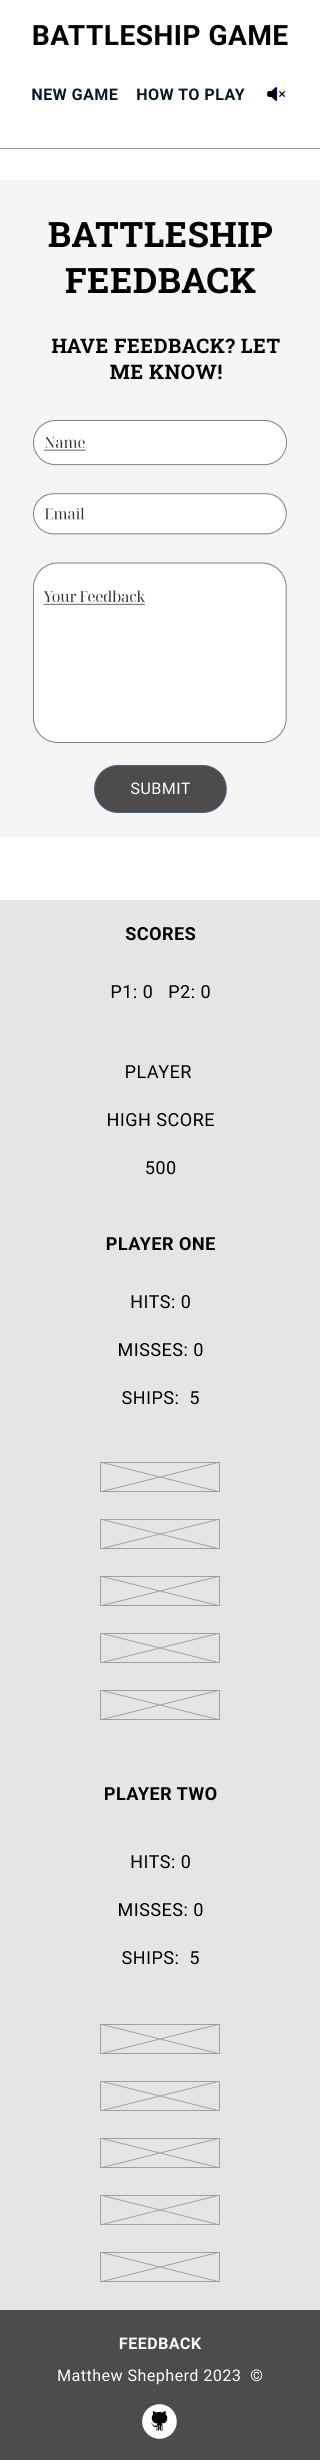 BATTLESHIP GAME
NEW GAME HOW TO PLAY
BATTLESHIP
FEEDBACK
HAVE FEEDBACK? LET
ME KNOW!
Name
Email
Your Feedback
SUBMIT
SCORES
P1: 0 P2: 0
PLAYER
HIGH SCORE
500
PLAYER ONE
HITS: 0
MISSES: 0
SHIPS: 5
PLAYER TWO
HITS: 0
MISSES: 0
SHIPS: 5
FEEDBACK
Matthew Shepherd 2023 ©